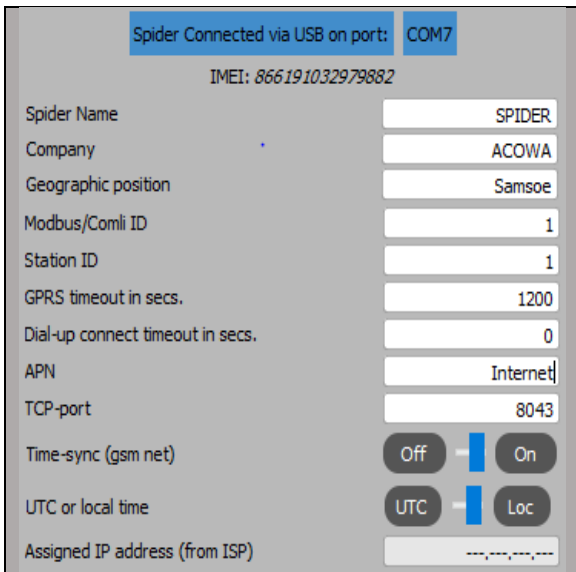 Spider Connected via USB on port: COM7
IMEI: 866191032979882
Spider Name SPIDER
Company ACOWA
Geographic position Samsoe
Modbus/Comli ID 1
Station ID 1
GPRS timeout in secs. 1200
Dial-up connect timeout in secs. 0
APN Internet
TCP-port 8043
Time-sync (gsm net) Off On
UTC or local time UTC Loc
Assigned IP address (from ISP) ---.---.---.---